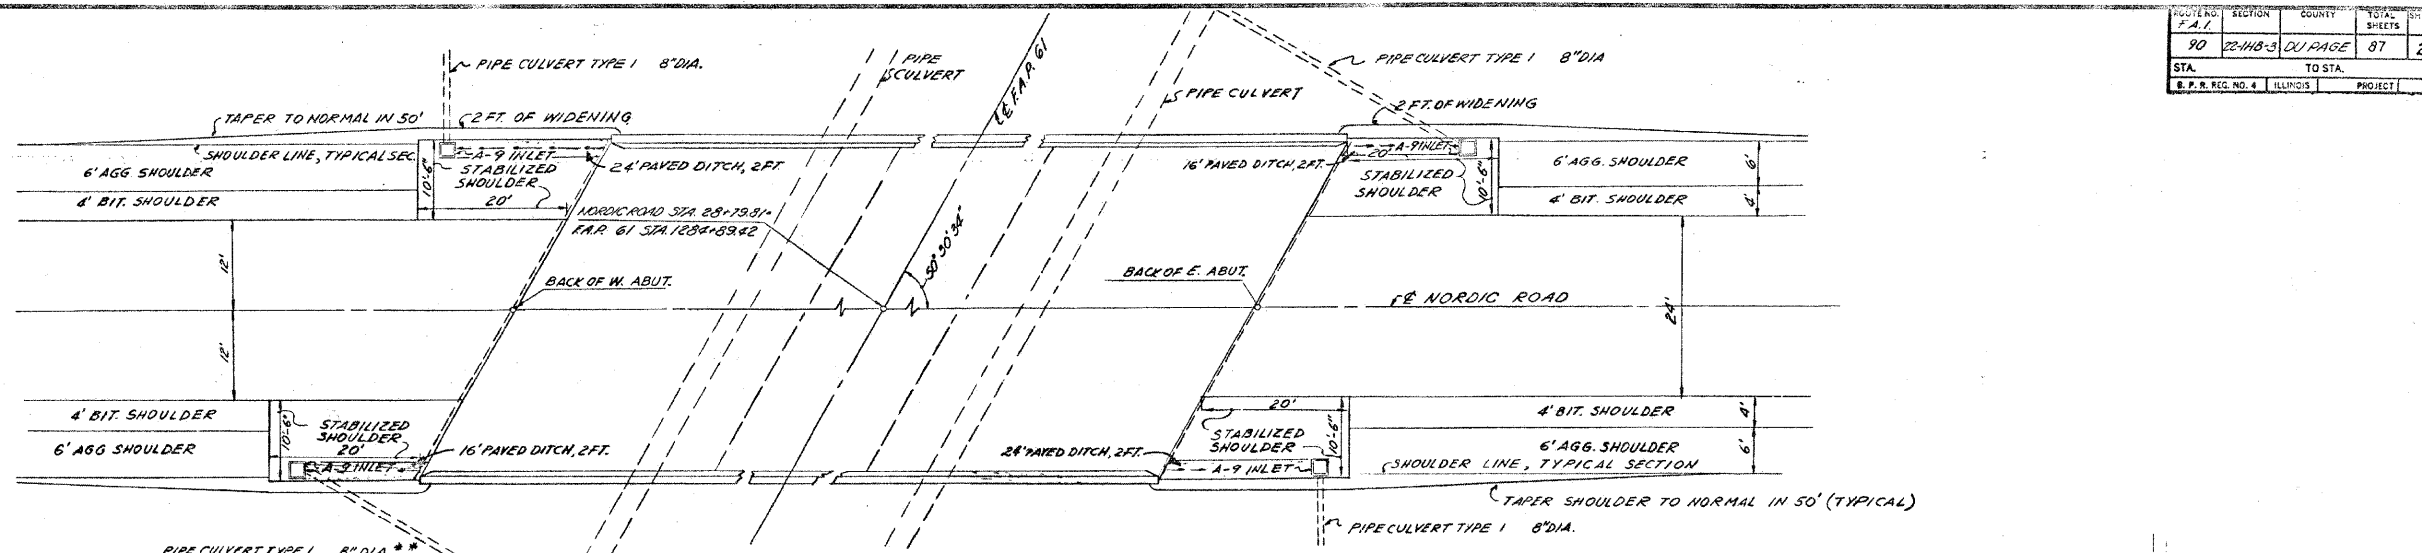 ROUTE NO. SECTION COUNTY TOTAL SHEETS
F.A.I. 90 22-1HB-3 DU PAGE 87
STA. TO STA.
B. P. R. REG. NO. 4 ILLINOIS PROJECT
PIPE CULVERT TYPE 1 8"DIA.
PIPE CULVERT
℄ F.A.P. 61
PIPE CULVERT TYPE 1 8"DIA
PIPE CULVERT
TAPER TO NORMAL IN 50'
2 FT. OF WIDENING
2 FT. OF WIDENING
SHOULDER LINE, TYPICAL SEC.
A-9 INLET
24' PAVED DITCH, 2FT.
16' PAVED DITCH, 2FT.
20'
A-9 INLET
6' AGG. SHOULDER
10'-6"
STABILIZED SHOULDER
20'
STABILIZED SHOULDER
10'-6"
6' AGG. SHOULDER
6'
4' BIT. SHOULDER
4' BIT. SHOULDER
4'
NORDIC ROAD STA. 28+79.81=
F.A.P. 61 STA. 1284+89.42
50°30'34"
12'
BACK OF W. ABUT.
BACK OF E. ABUT.
℄ NORDIC ROAD
24'
12'
4' BIT. SHOULDER
10'-6"
STABILIZED SHOULDER
20'
6' AGG SHOULDER
A-9 INLET
16' PAVED DITCH, 2FT.
20'
STABILIZED SHOULDER
10'-6"
24' PAVED DITCH, 2FT.
A-9 INLET
4' BIT. SHOULDER
4'
6' AGG. SHOULDER
6'
SHOULDER LINE, TYPICAL SECTION
TAPER SHOULDER TO NORMAL IN 50' (TYPICAL)
PIPE CULVERT TYPE 1 8"DIA.
PIPE CULVERT TYPE 1 8"DIA **